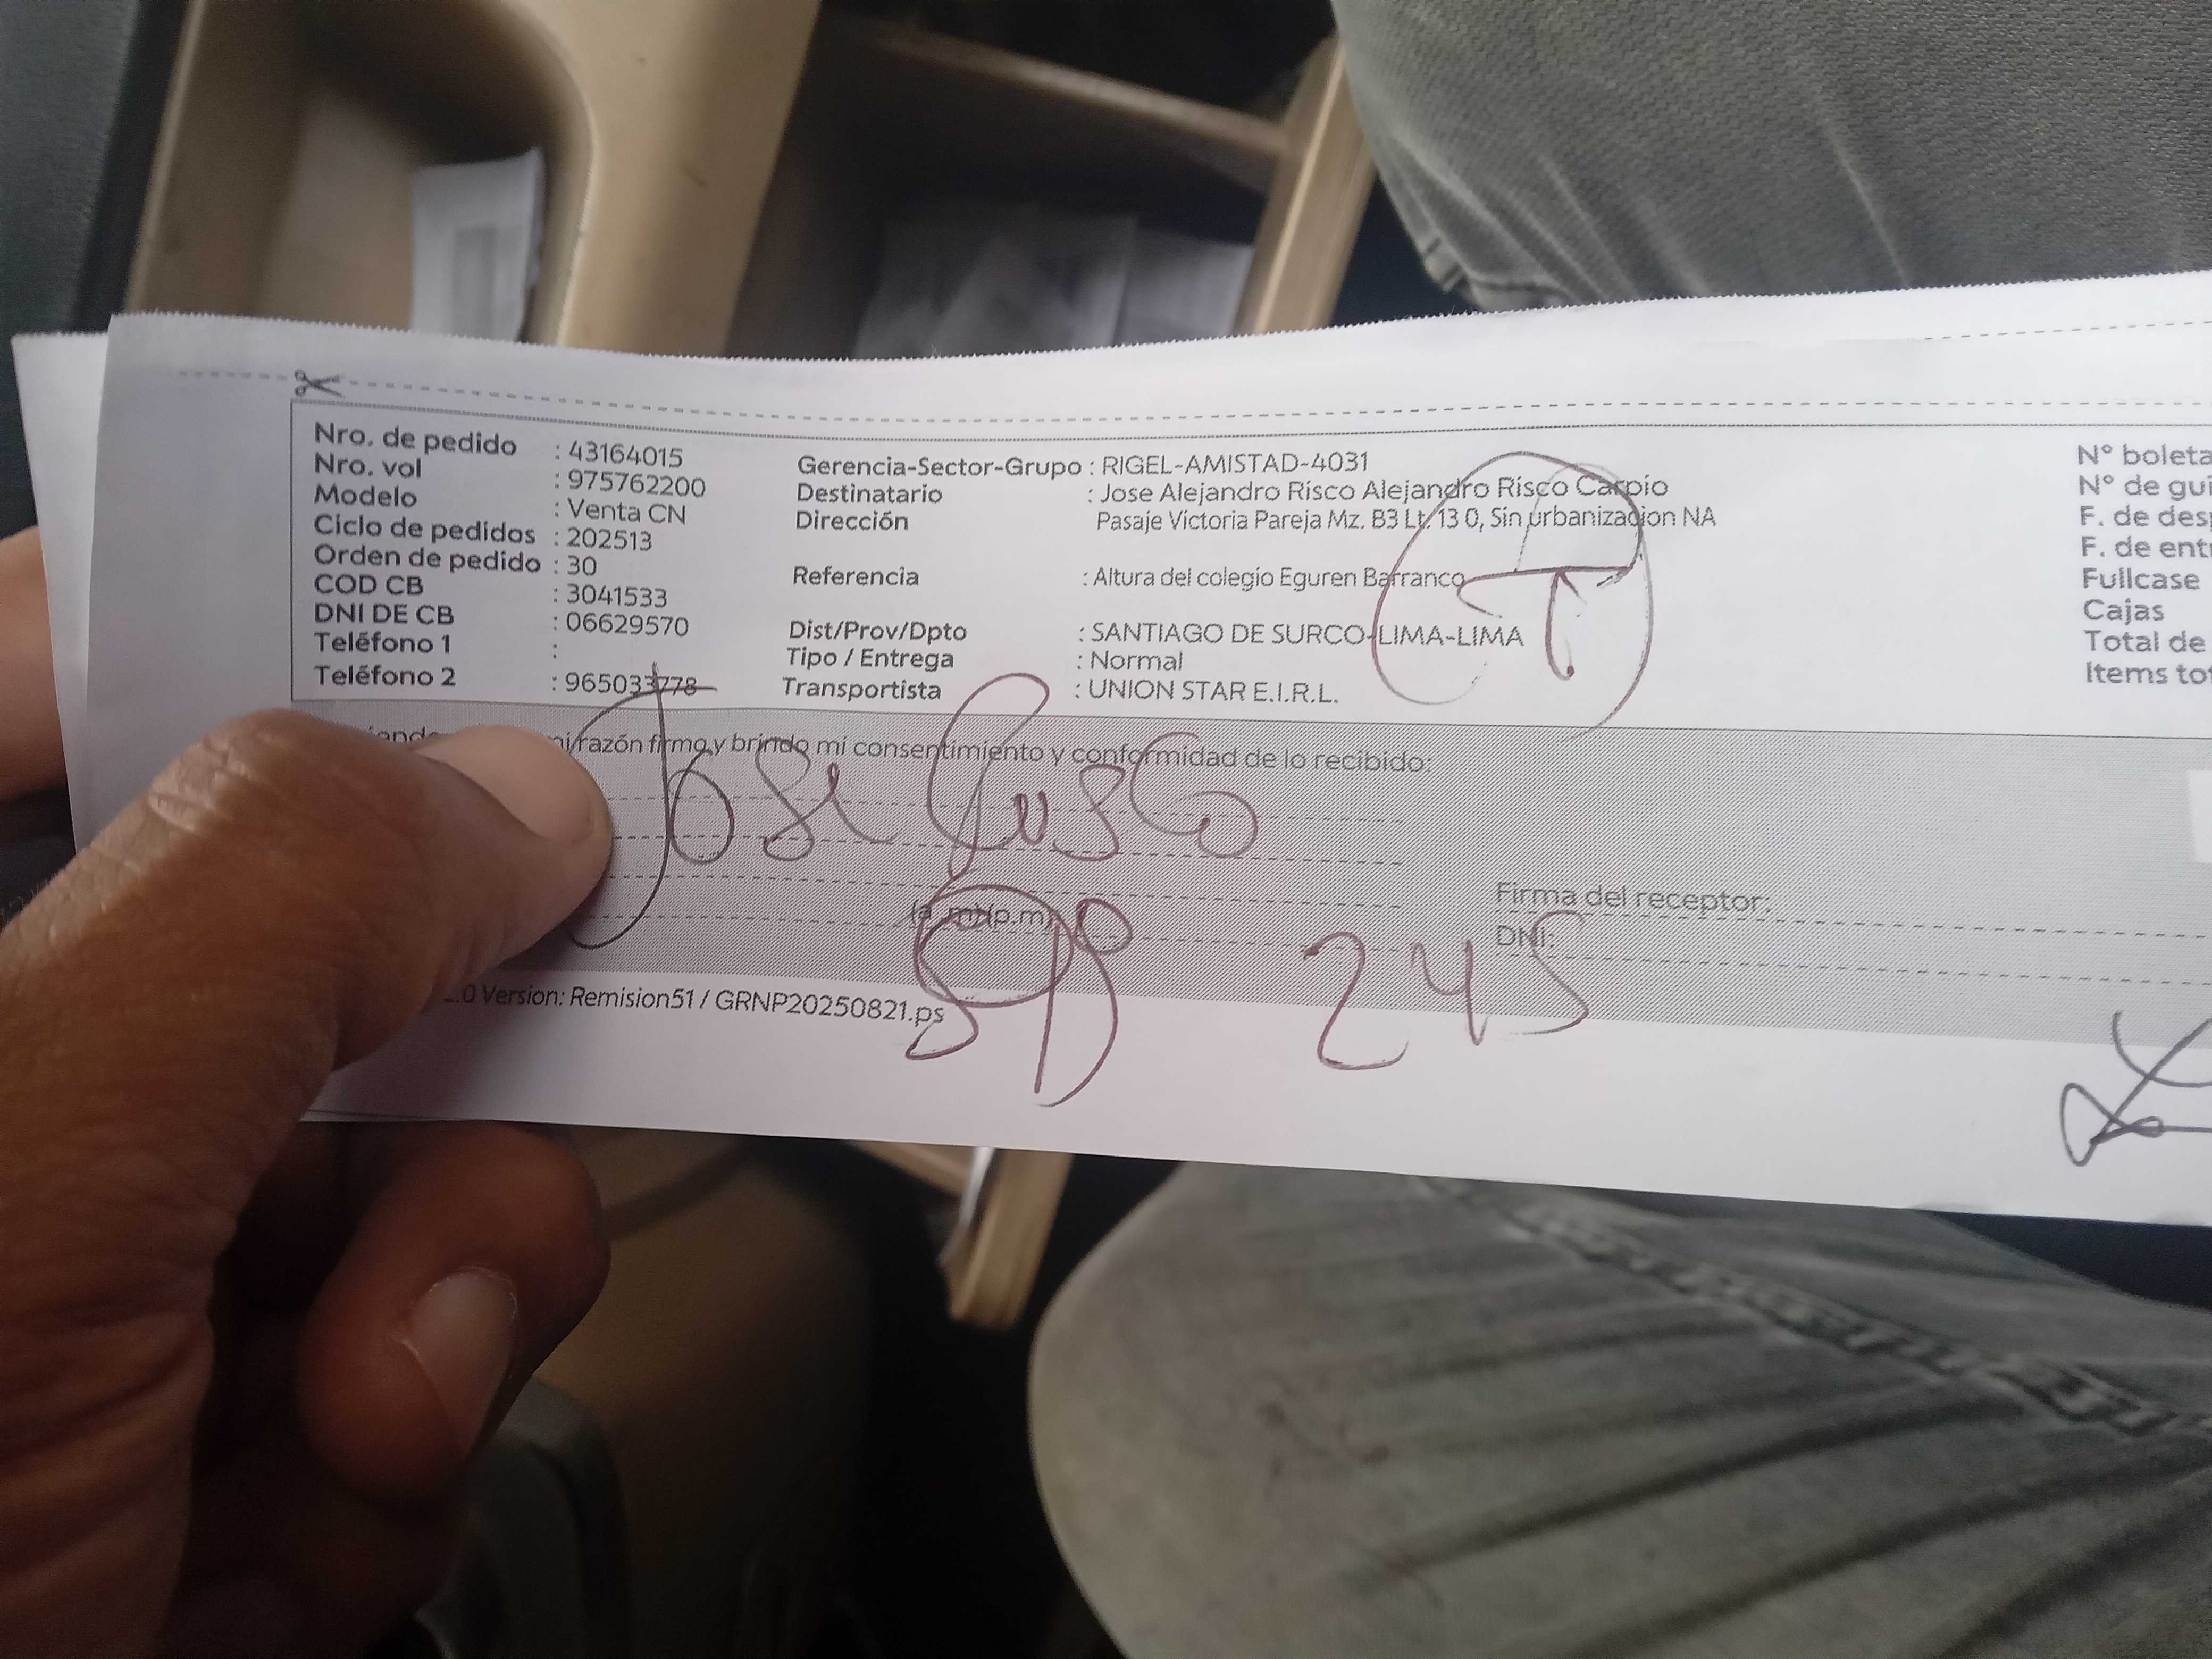 Nro. de pedido : 43164015
Nro. vol : 975762200
Modelo : Venta CN
Ciclo de pedidos : 202513
Orden de pedido : 30
COD CB : 3041533
DNI DE CB : 06629570
Teléfono 1 :
Teléfono 2 : 965033778
Gerencia-Sector-Grupo : RIGEL-AMISTAD-4031
Destinatario : Jose Alejandro Risco Alejandro Risco Carpio
Dirección Pasaje Victoria Pareja Mz. B3 Lt. 13 0, Sin urbanizacion NA
Referencia : Altura del colegio Eguren Barranco
Dist/Prov/Dpto : SANTIAGO DE SURCO-LIMA-LIMA
Tipo / Entrega : Normal
Transportista : UNION STAR E.I.R.L.
N° boleta
N° de gui
F. de des
F. de ent
Fullcase
Cajas
Total de
Items to
mi razón firmo y brindo mi consentimiento y conformidad de lo recibido:
Jose
(a.m)(p.m)
245
Firma del receptor:
DNI:
.0 Version: Remision51 / GRNP20250821.ps